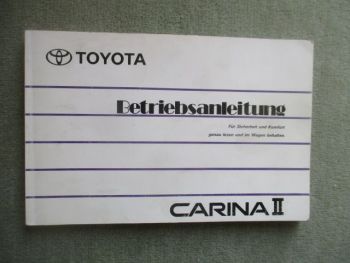 TOYOTA
Betriebsanleitung
Für Sicherheit und Komfort
genau lesen und im Wagen behalten
CARINA II